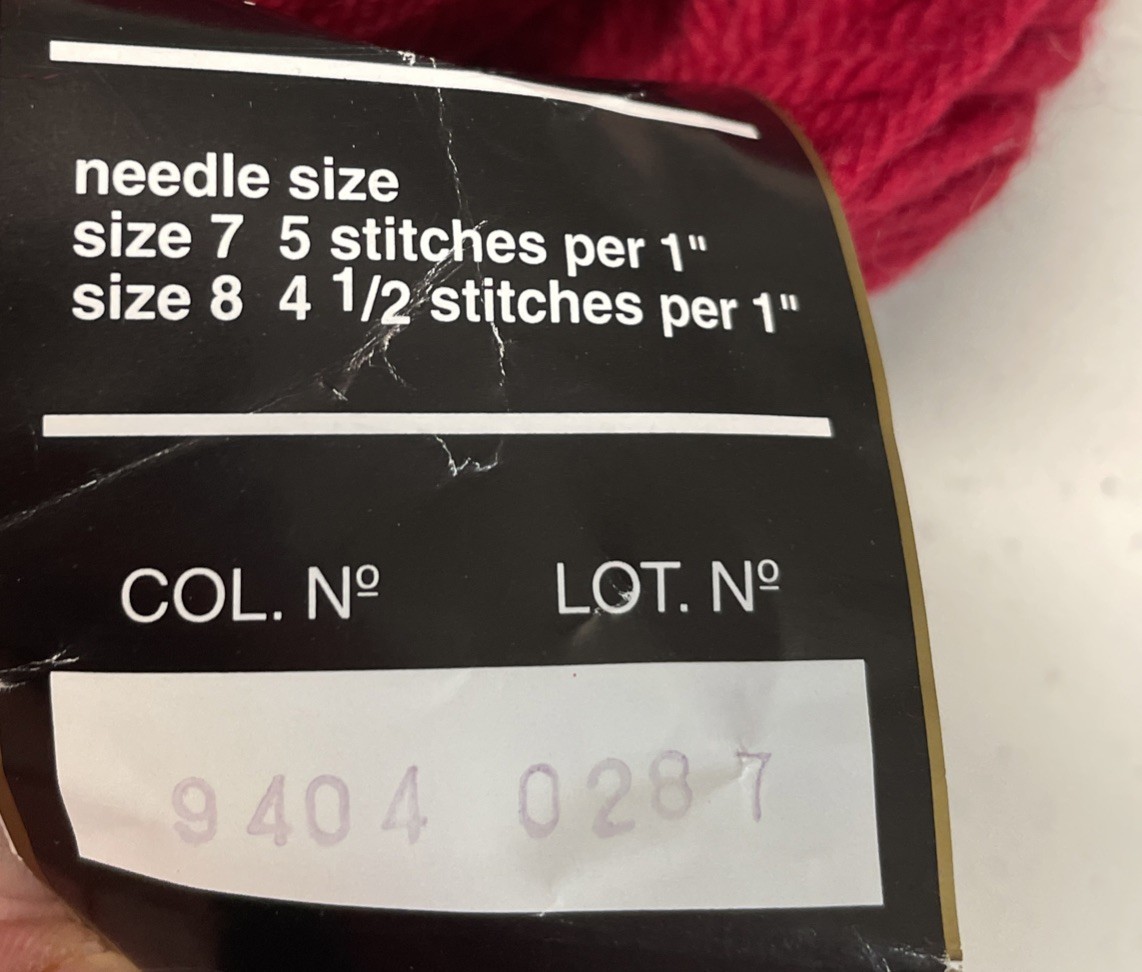 needle size
size 7 5 stitches per 1"
size 8 4 1/2 stitches per 1"
COL. Nº LOT. Nº
9404 0287